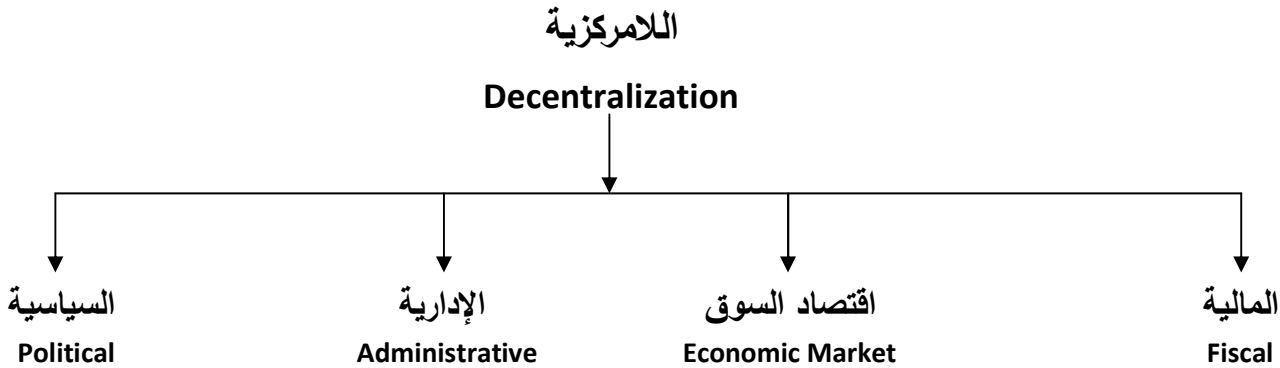 اللامركزية
Decentralization
السياسية
الإدارية
اقتصاد السوق
المالية
Political
Administrative
Economic Market
Fiscal